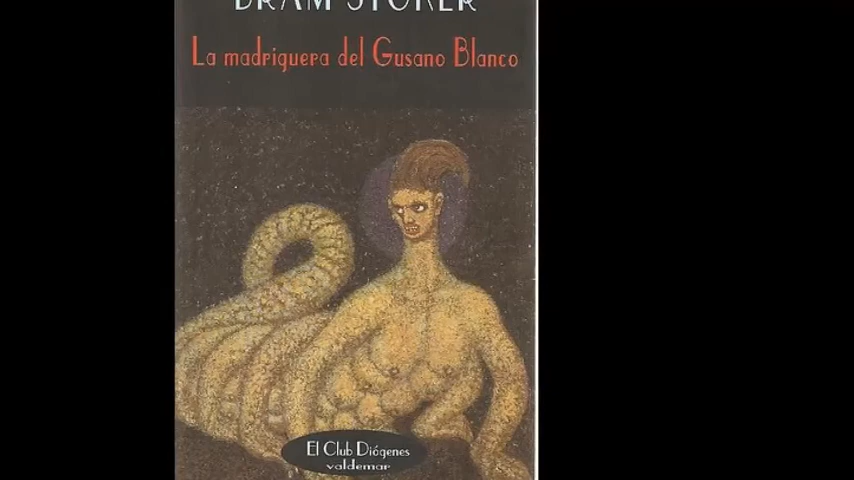 BRAM STOKER
La madriguera del Gusano Blanco
El Club Diógenes
valdemar